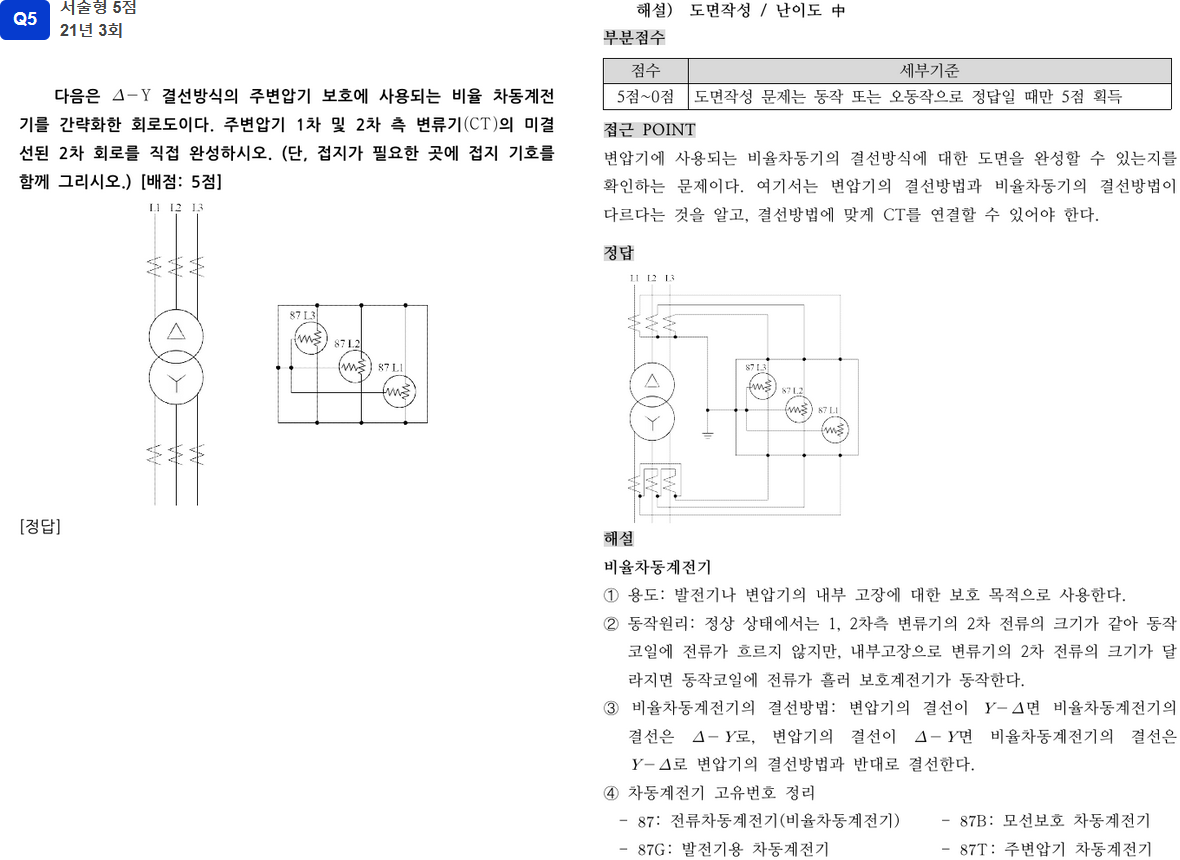 Q5
서술형 5점
21년 3회
다음은 Δ-Y 결선방식의 주변압기 보호에 사용되는 비율 차동계전
기를 간략화한 회로도이다. 주변압기 1차 및 2차 측 변류기(CT)의 미결
선된 2차 회로를 직접 완성하시오. (단, 접지가 필요한 곳에 접지 기호를
함께 그리시오.) [배점: 5점]
L1 L2 L3
87 L3
87 L2
87 L1
Δ
Y
[정답]
해설) 도면작성 / 난이도 中
부분점수
점수 세부기준
5점~0점 도면작성 문제는 동작 또는 오동작으로 정답일 때만 5점 획득
접근 POINT
변압기에 사용되는 비율차동기의 결선방식에 대한 도면을 완성할 수 있는지를
확인하는 문제이다. 여기서는 변압기의 결선방법과 비율차동기의 결선방법이
다르다는 것을 알고, 결선방법에 맞게 CT를 연결할 수 있어야 한다.
정답
L1 L2 L3
87 L3
87 L2
87 L1
Δ
Y
해설
비율차동계전기
① 용도: 발전기나 변압기의 내부 고장에 대한 보호 목적으로 사용한다.
② 동작원리: 정상 상태에서는 1, 2차측 변류기의 2차 전류의 크기가 같아 동작
코일에 전류가 흐르지 않지만, 내부고장으로 변류기의 2차 전류의 크기가 달
라지면 동작코일에 전류가 흘러 보호계전기가 동작한다.
③ 비율차동계전기의 결선방법: 변압기의 결선이 Y-Δ면 비율차동계전기의
결선은 Δ-Y로, 변압기의 결선이 Δ-Y면 비율차동계전기의 결선은
Y-Δ로 변압기의 결선방법과 반대로 결선한다.
④ 차동계전기 고유번호 정리
- 87: 전류차동계전기(비율차동계전기) - 87B: 모선보호 차동계전기
- 87G: 발전기용 차동계전기 - 87T: 주변압기 차동계전기